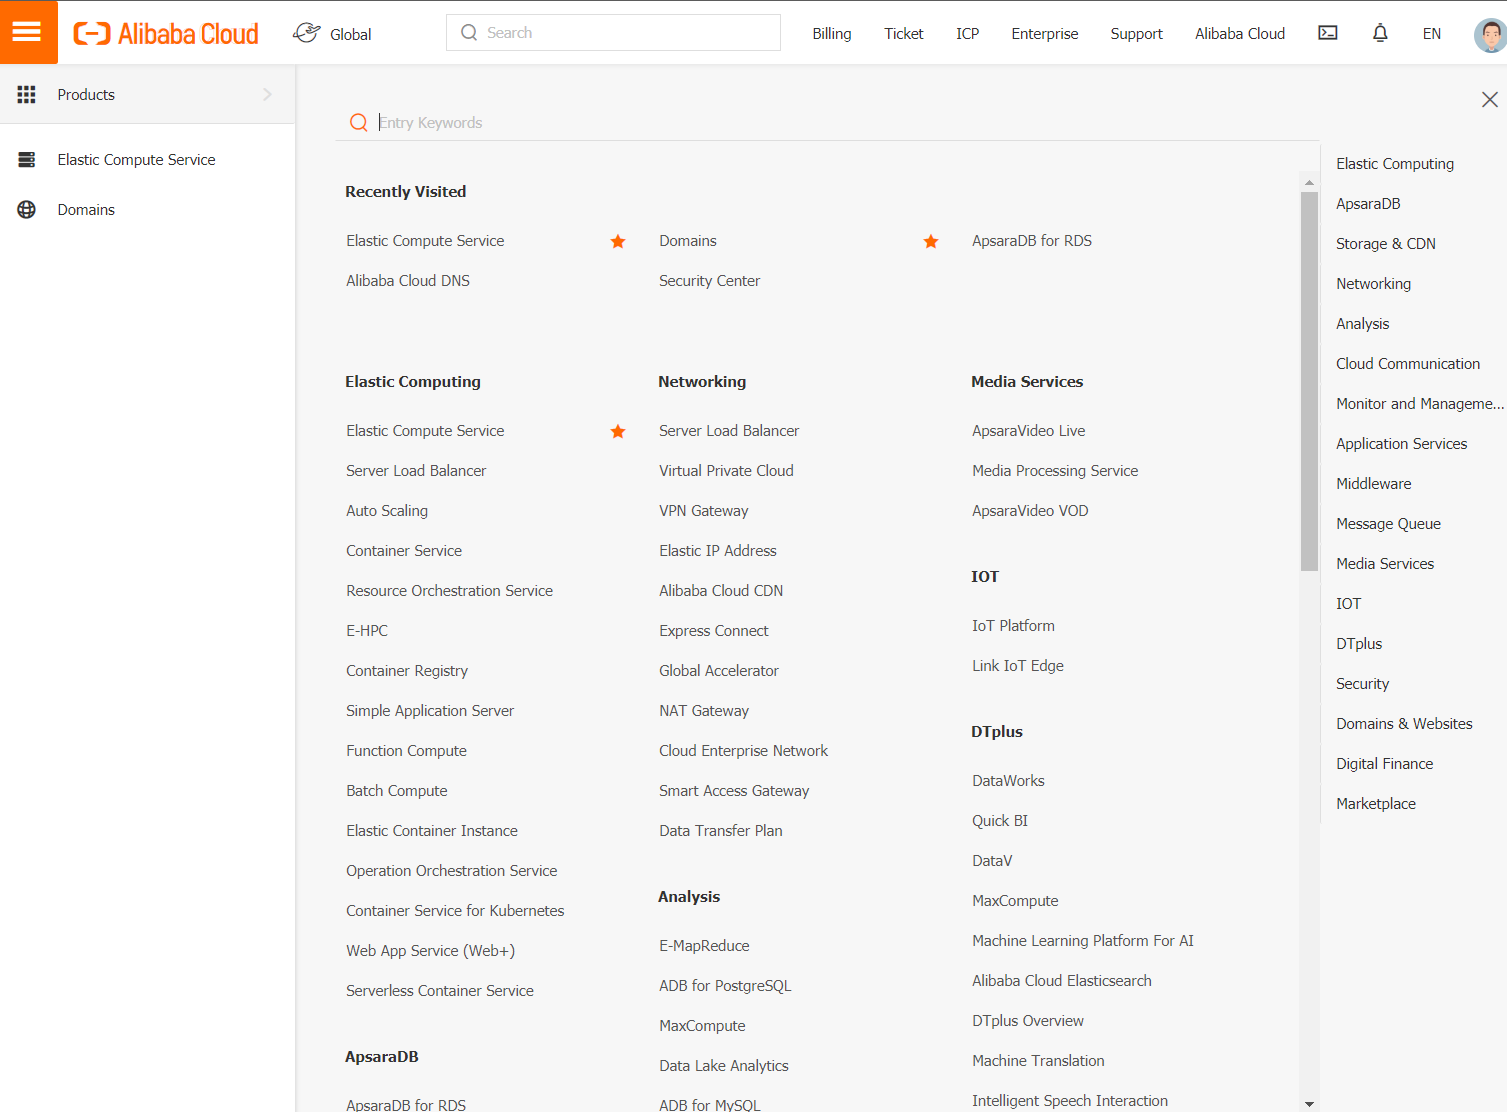 Alibaba Cloud
Global
Search
Billing
Ticket
ICP
Enterprise
Support
Alibaba Cloud
EN
Products
Elastic Compute Service
Domains
Entry Keywords
Recently Visited
Elastic Compute Service
Domains
ApsaraDB for RDS
Alibaba Cloud DNS
Security Center
Elastic Computing
Elastic Compute Service
Server Load Balancer
Auto Scaling
Container Service
Resource Orchestration Service
E-HPC
Container Registry
Simple Application Server
Function Compute
Batch Compute
Elastic Container Instance
Operation Orchestration Service
Container Service for Kubernetes
Web App Service (Web+)
Serverless Container Service
ApsaraDB
ApsaraDB for RDS
Networking
Server Load Balancer
Virtual Private Cloud
VPN Gateway
Elastic IP Address
Alibaba Cloud CDN
Express Connect
Global Accelerator
NAT Gateway
Cloud Enterprise Network
Smart Access Gateway
Data Transfer Plan
Analysis
E-MapReduce
ADB for PostgreSQL
MaxCompute
Data Lake Analytics
ADB for MySQL
Media Services
ApsaraVideo Live
Media Processing Service
ApsaraVideo VOD
IOT
IoT Platform
Link IoT Edge
DTplus
DataWorks
Quick BI
DataV
MaxCompute
Machine Learning Platform For AI
Alibaba Cloud Elasticsearch
DTplus Overview
Machine Translation
Intelligent Speech Interaction
Elastic Computing
ApsaraDB
Storage & CDN
Networking
Analysis
Cloud Communication
Monitor and Manageme...
Application Services
Middleware
Message Queue
Media Services
IOT
DTplus
Security
Domains & Websites
Digital Finance
Marketplace